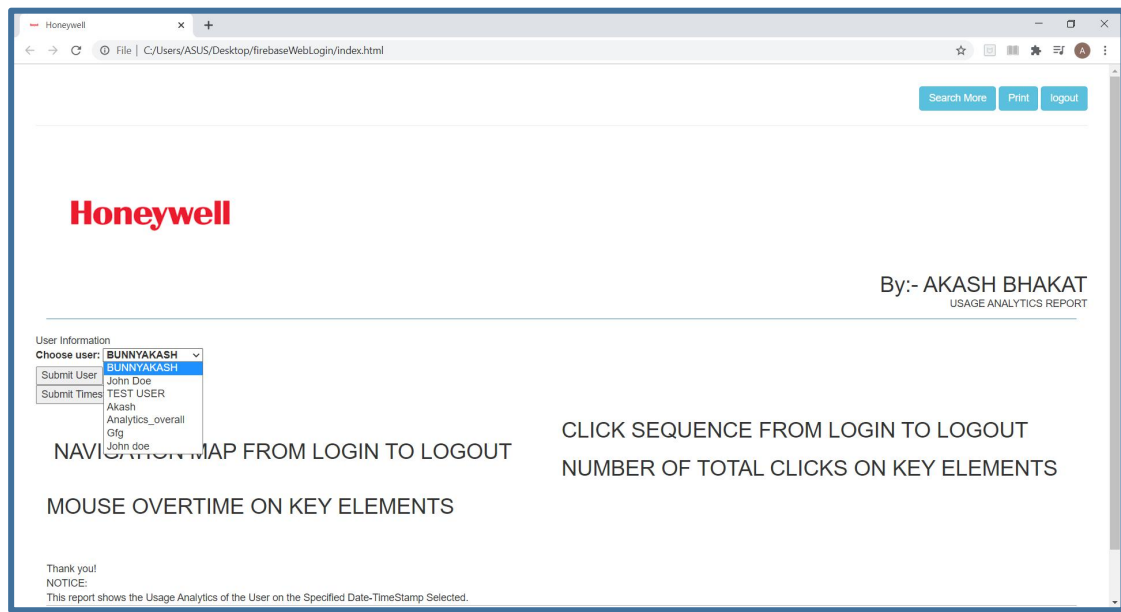 Honeywell
File | C:/Users/ASUS/Desktop/firebaseWebLogin/index.html
A
Search More Print logout
Honeywell
By:- AKASH BHAKAT
USAGE ANALYTICS REPORT
User Information
Choose user: BUNNYAKASH
BUNNYAKASH
Submit User
John Doe
TEST USER
Submit Times
Akash
Analytics_overall
Gfg
John doe
CLICK SEQUENCE FROM LOGIN TO LOGOUT
NAVIGATION MAP FROM LOGIN TO LOGOUT
NUMBER OF TOTAL CLICKS ON KEY ELEMENTS
MOUSE OVERTIME ON KEY ELEMENTS
Thank you!
NOTICE:
This report shows the Usage Analytics of the User on the Specified Date-TimeStamp Selected.